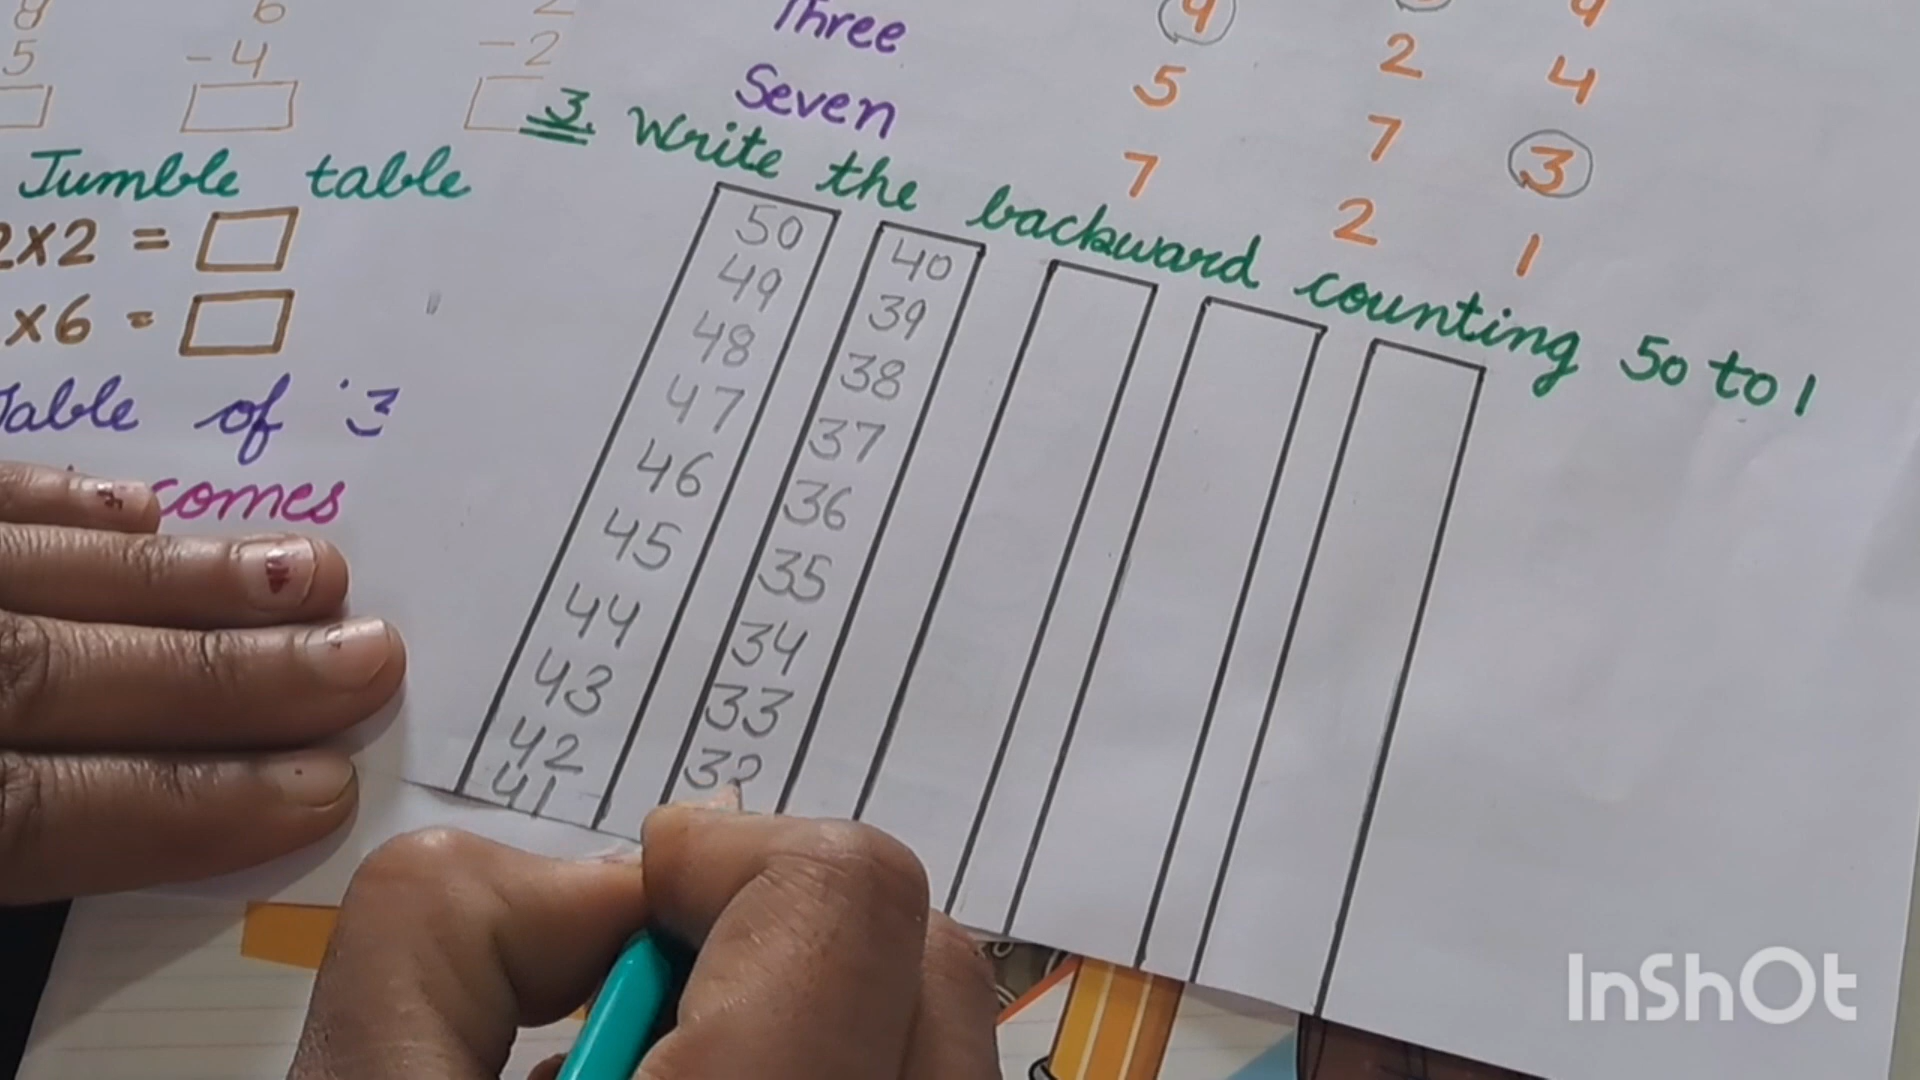 6
- 4
2
- 2
5
Jumble table
2x2 =
x6 =
Table of 3
comes
Three
Seven
9 4
5 2 4
7 7 3
2 1
3. Write the backward counting 50 to 1
50
49
48
47
46
45
44
43
42
41
40
39
38
37
36
35
34
33
32
InShOt